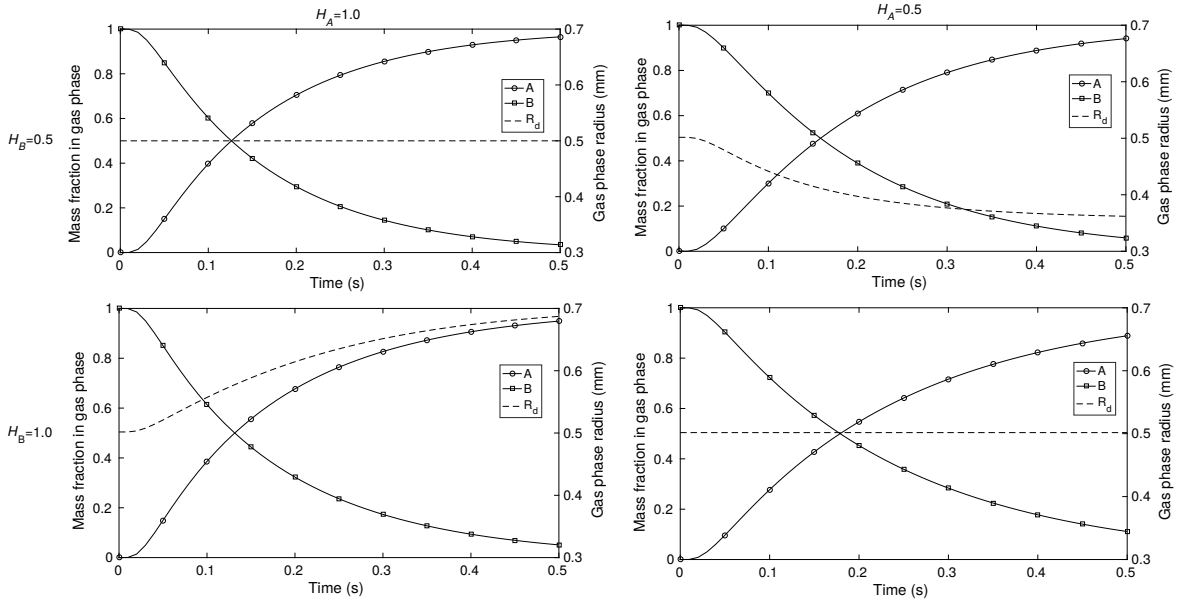 H_A=1.0
H_A=0.5
H_B=0.5
H_B=1.0
Mass fraction in gas phase
1
0.8
0.6
0.4
0.2
0
0
0.1
0.2
0.3
0.4
0.5
Time (s)
0.7
0.6
0.5
0.4
0.3
Gas phase radius (mm)
A
B
R_d
Mass fraction in gas phase
1
0.8
0.6
0.4
0.2
0
0
0.1
0.2
0.3
0.4
0.5
Time (s)
0.7
0.6
0.5
0.4
0.3
Gas phase radius (mm)
A
B
R_d
Mass fraction in gas phase
1
0.8
0.6
0.4
0.2
0
0
0.1
0.2
0.3
0.4
0.5
Time (s)
0.7
0.6
0.5
0.4
0.3
Gas phase radius (mm)
A
B
R_d
Mass fraction in gas phase
1
0.8
0.6
0.4
0.2
0
0
0.1
0.2
0.3
0.4
0.5
Time (s)
0.7
0.6
0.5
0.4
0.3
Gas phase radius (mm)
A
B
R_d